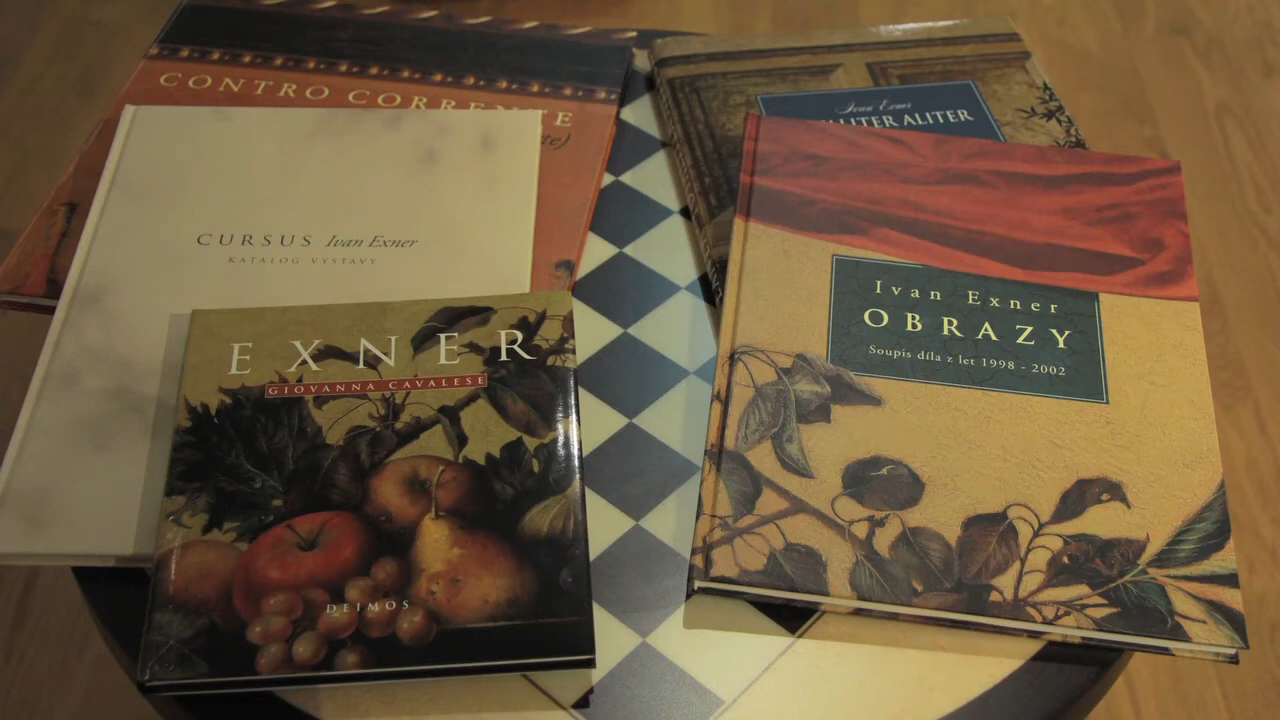 CONTRO CORRENTE
CURSUS Ivan Exner
KATALOG VÝSTAVY
EXNER
GIOVANNA CAVALESE
DEIMOS
Ivan Exner
ALITER ALITER
Ivan Exner
OBRAZY
Soupis díla z let 1998 - 2002